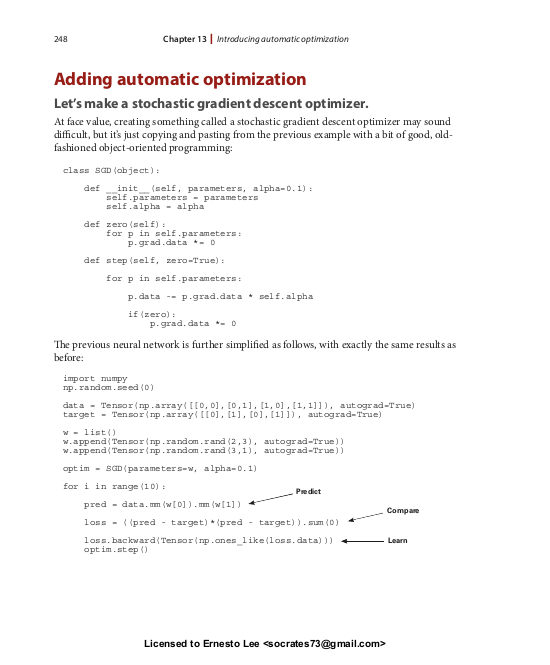 248 Chapter 13 | Introducing automatic optimization
Adding automatic optimization
Let's make a stochastic gradient descent optimizer.
At face value, creating something called a stochastic gradient descent optimizer may sound
difficult, but it's just copying and pasting from the previous example with a bit of good, old-
fashioned object-oriented programming:
class SGD(object):
def __init__(self, parameters, alpha=0.1):
self.parameters = parameters
self.alpha = alpha
def zero(self):
for p in self.parameters:
p.grad.data *= 0
def step(self, zero=True):
for p in self.parameters:
p.data -= p.grad.data * self.alpha
if(zero):
p.grad.data *= 0
The previous neural network is further simplified as follows, with exactly the same results as
before:
import numpy
np.random.seed(0)
data = Tensor(np.array([[0,0],[0,1],[1,0],[1,1]]), autograd=True)
target = Tensor(np.array([[0],[1],[0],[1]]), autograd=True)
w = list()
w.append(Tensor(np.random.rand(2,3), autograd=True))
w.append(Tensor(np.random.rand(3,1), autograd=True))
optim = SGD(parameters=w, alpha=0.1)
for i in range(10):
Predict
pred = data.mm(w[0]).mm(w[1])
Compare
loss = ((pred - target)*(pred - target)).sum(0)
loss.backward(Tensor(np.ones_like(loss.data))) Learn
optim.step()
Licensed to Ernesto Lee <socrates73@gmail.com>